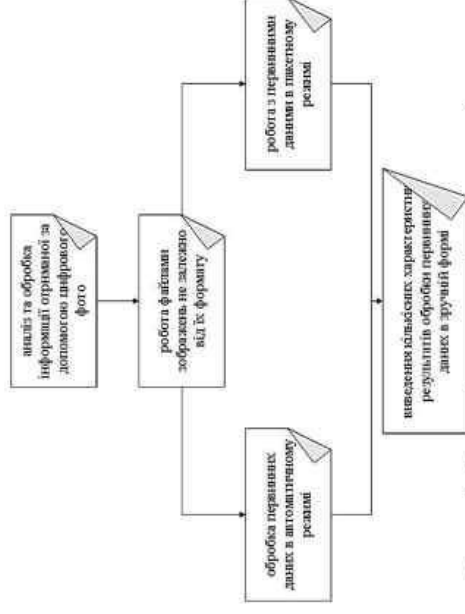 аналіз та обробка
інформації отриманої за
допомогою цифрового
фото
робота файлами
зображень не залежно
від їх формату
обробка первинних
даних в автоматичному
режимі
робота з первинними
даними в пакетному
режимі
виведення кількісних характеристик
результатів обробки первинних
даних в зручній формі